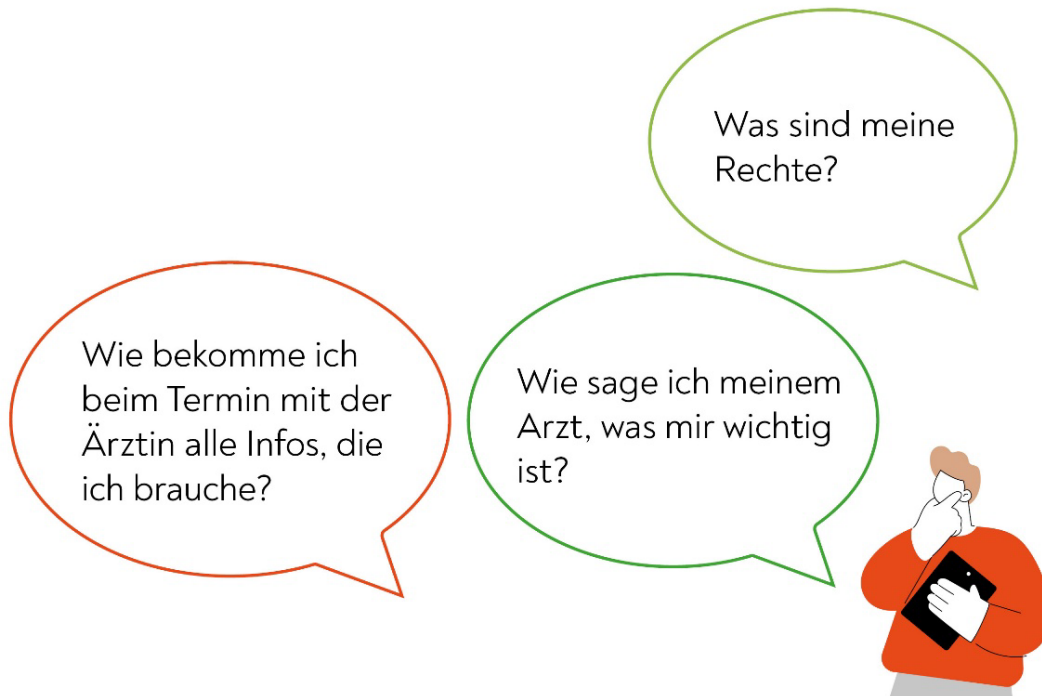 Was sind meine
Rechte?
Wie bekomme ich
beim Termin mit der
Ärztin alle Infos, die
ich brauche?
Wie sage ich meinem
Arzt, was mir wichtig
ist?